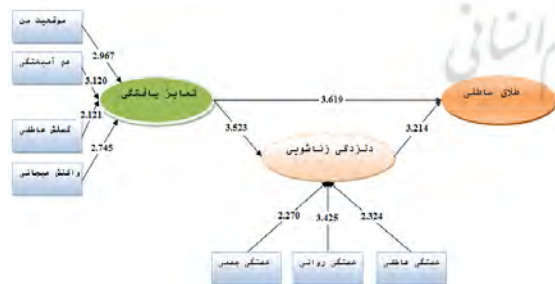 موقعیت من
2.967
هم آمیختگی
3.120
تمایز یافتگی
طلاق عاطفی
3.619
2.121
گسلش عاطفی
3.523
3.214
2.745
دلزدگی زناشویی
واکنش هیجانی
2.270
3.425
2.324
خستگی جسمی
خستگی روانی
خستگی عاطفی